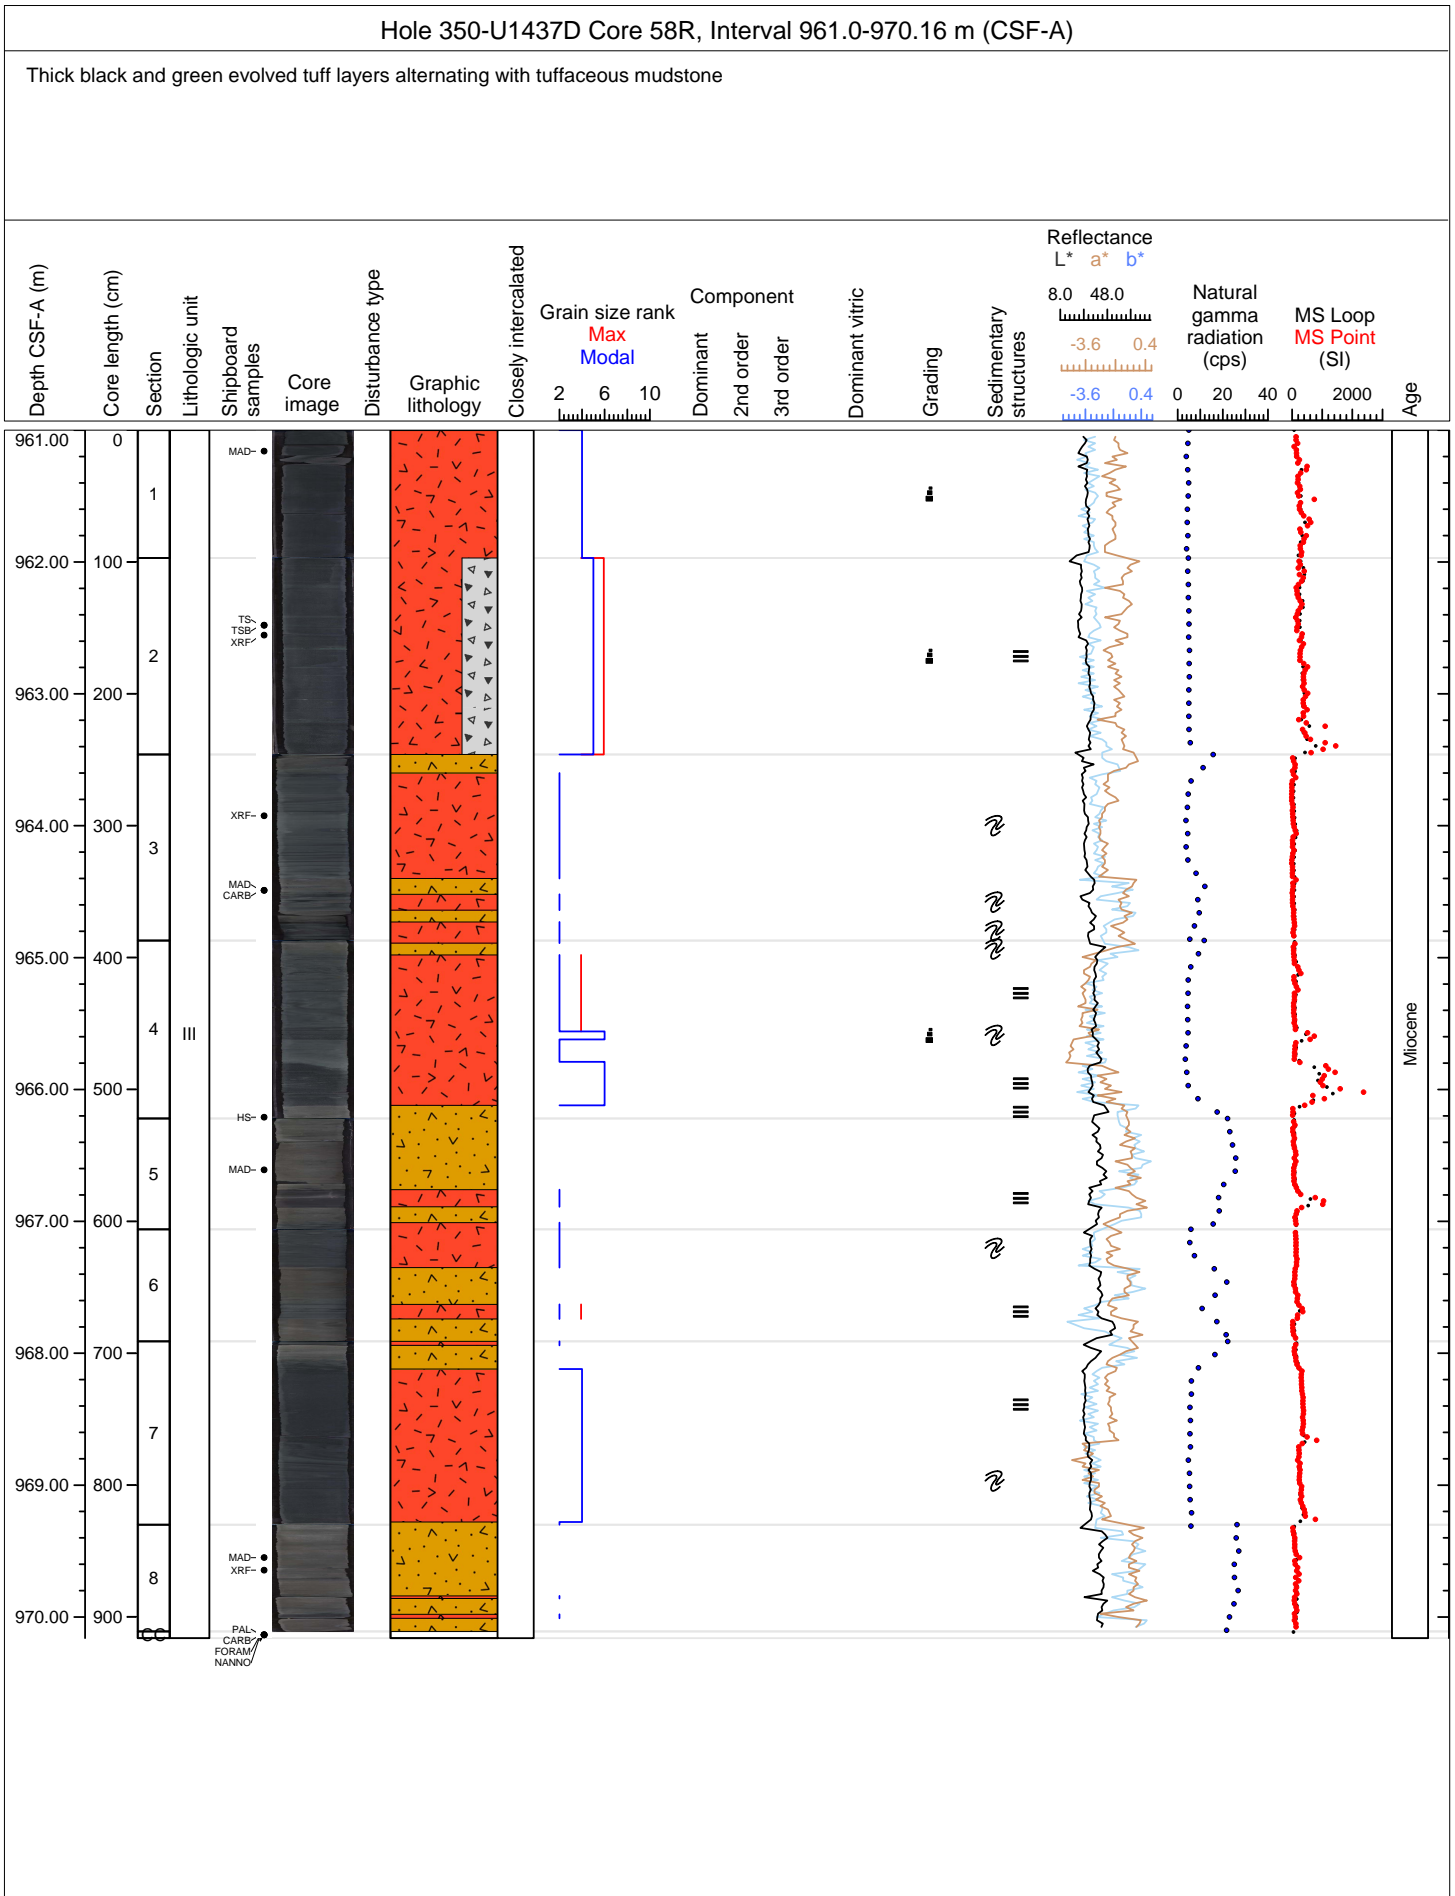 Hole 350-U1437D Core 58R, Interval 961.0-970.16 m (CSF-A)
Thick black and green evolved tuff layers alternating with tuffaceous mudstone
Depth CSF-A (m)
Core length (cm)
Section
Lithologic unit
Shipboard
samples
Core
image
Disturbance type
Graphic
lithology
Closely intercalated
Grain size rank
Max
Modal
2 6 10
Component
Dominant
2nd order
3rd order
Dominant vitric
Grading
Sedimentary
structures
Reflectance
L* a* b*
8.0 48.0
-3.6 0.4
-3.6 0.4
Natural
gamma
radiation
(cps)
0 20 40
MS Loop
MS Point
(SI)
0 2000
Age
961.00 0
MAD
1
962.00 100
TS
TSB
XRF
2
963.00 200
XRF
964.00 300
3
MAD
CARB
965.00 400
4
III
Miocene
966.00 500
HS
5
MAD
967.00 600
6
968.00 700
7
969.00 800
MAD
XRF
8
970.00 900
CC
PAL
CARB
FORAM
NANNO